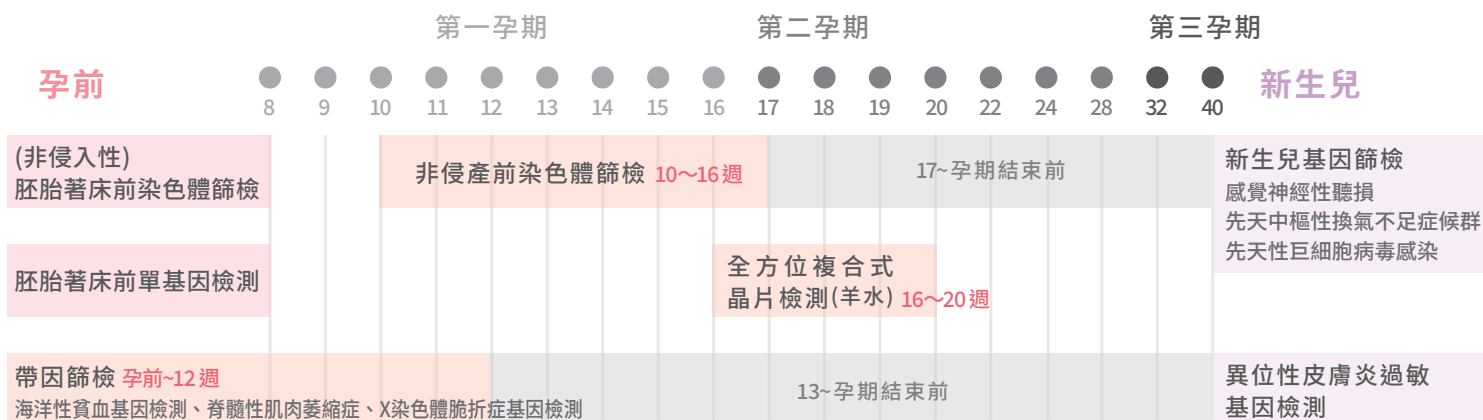 第一孕期
第二孕期
第三孕期
孕前
8 9 10 11 12 13 14 15 16 17 18 19 20 22 24 28 32 40
新生兒
(非侵入性)
胚胎著床前染色體篩檢
非侵產前染色體篩檢 10～16週
17~孕期結束前
新生兒基因篩檢
感覺神經性聽損
先天中樞性換氣不足症候群
先天性巨細胞病毒感染
胚胎著床前單基因檢測
全方位複合式
晶片檢測(羊水) 16～20週
帶因篩檢 孕前~12週
海洋性貧血基因檢測、脊髓性肌肉萎縮症、X染色體脆折症基因檢測
13~孕期結束前
異位性皮膚炎過敏
基因檢測